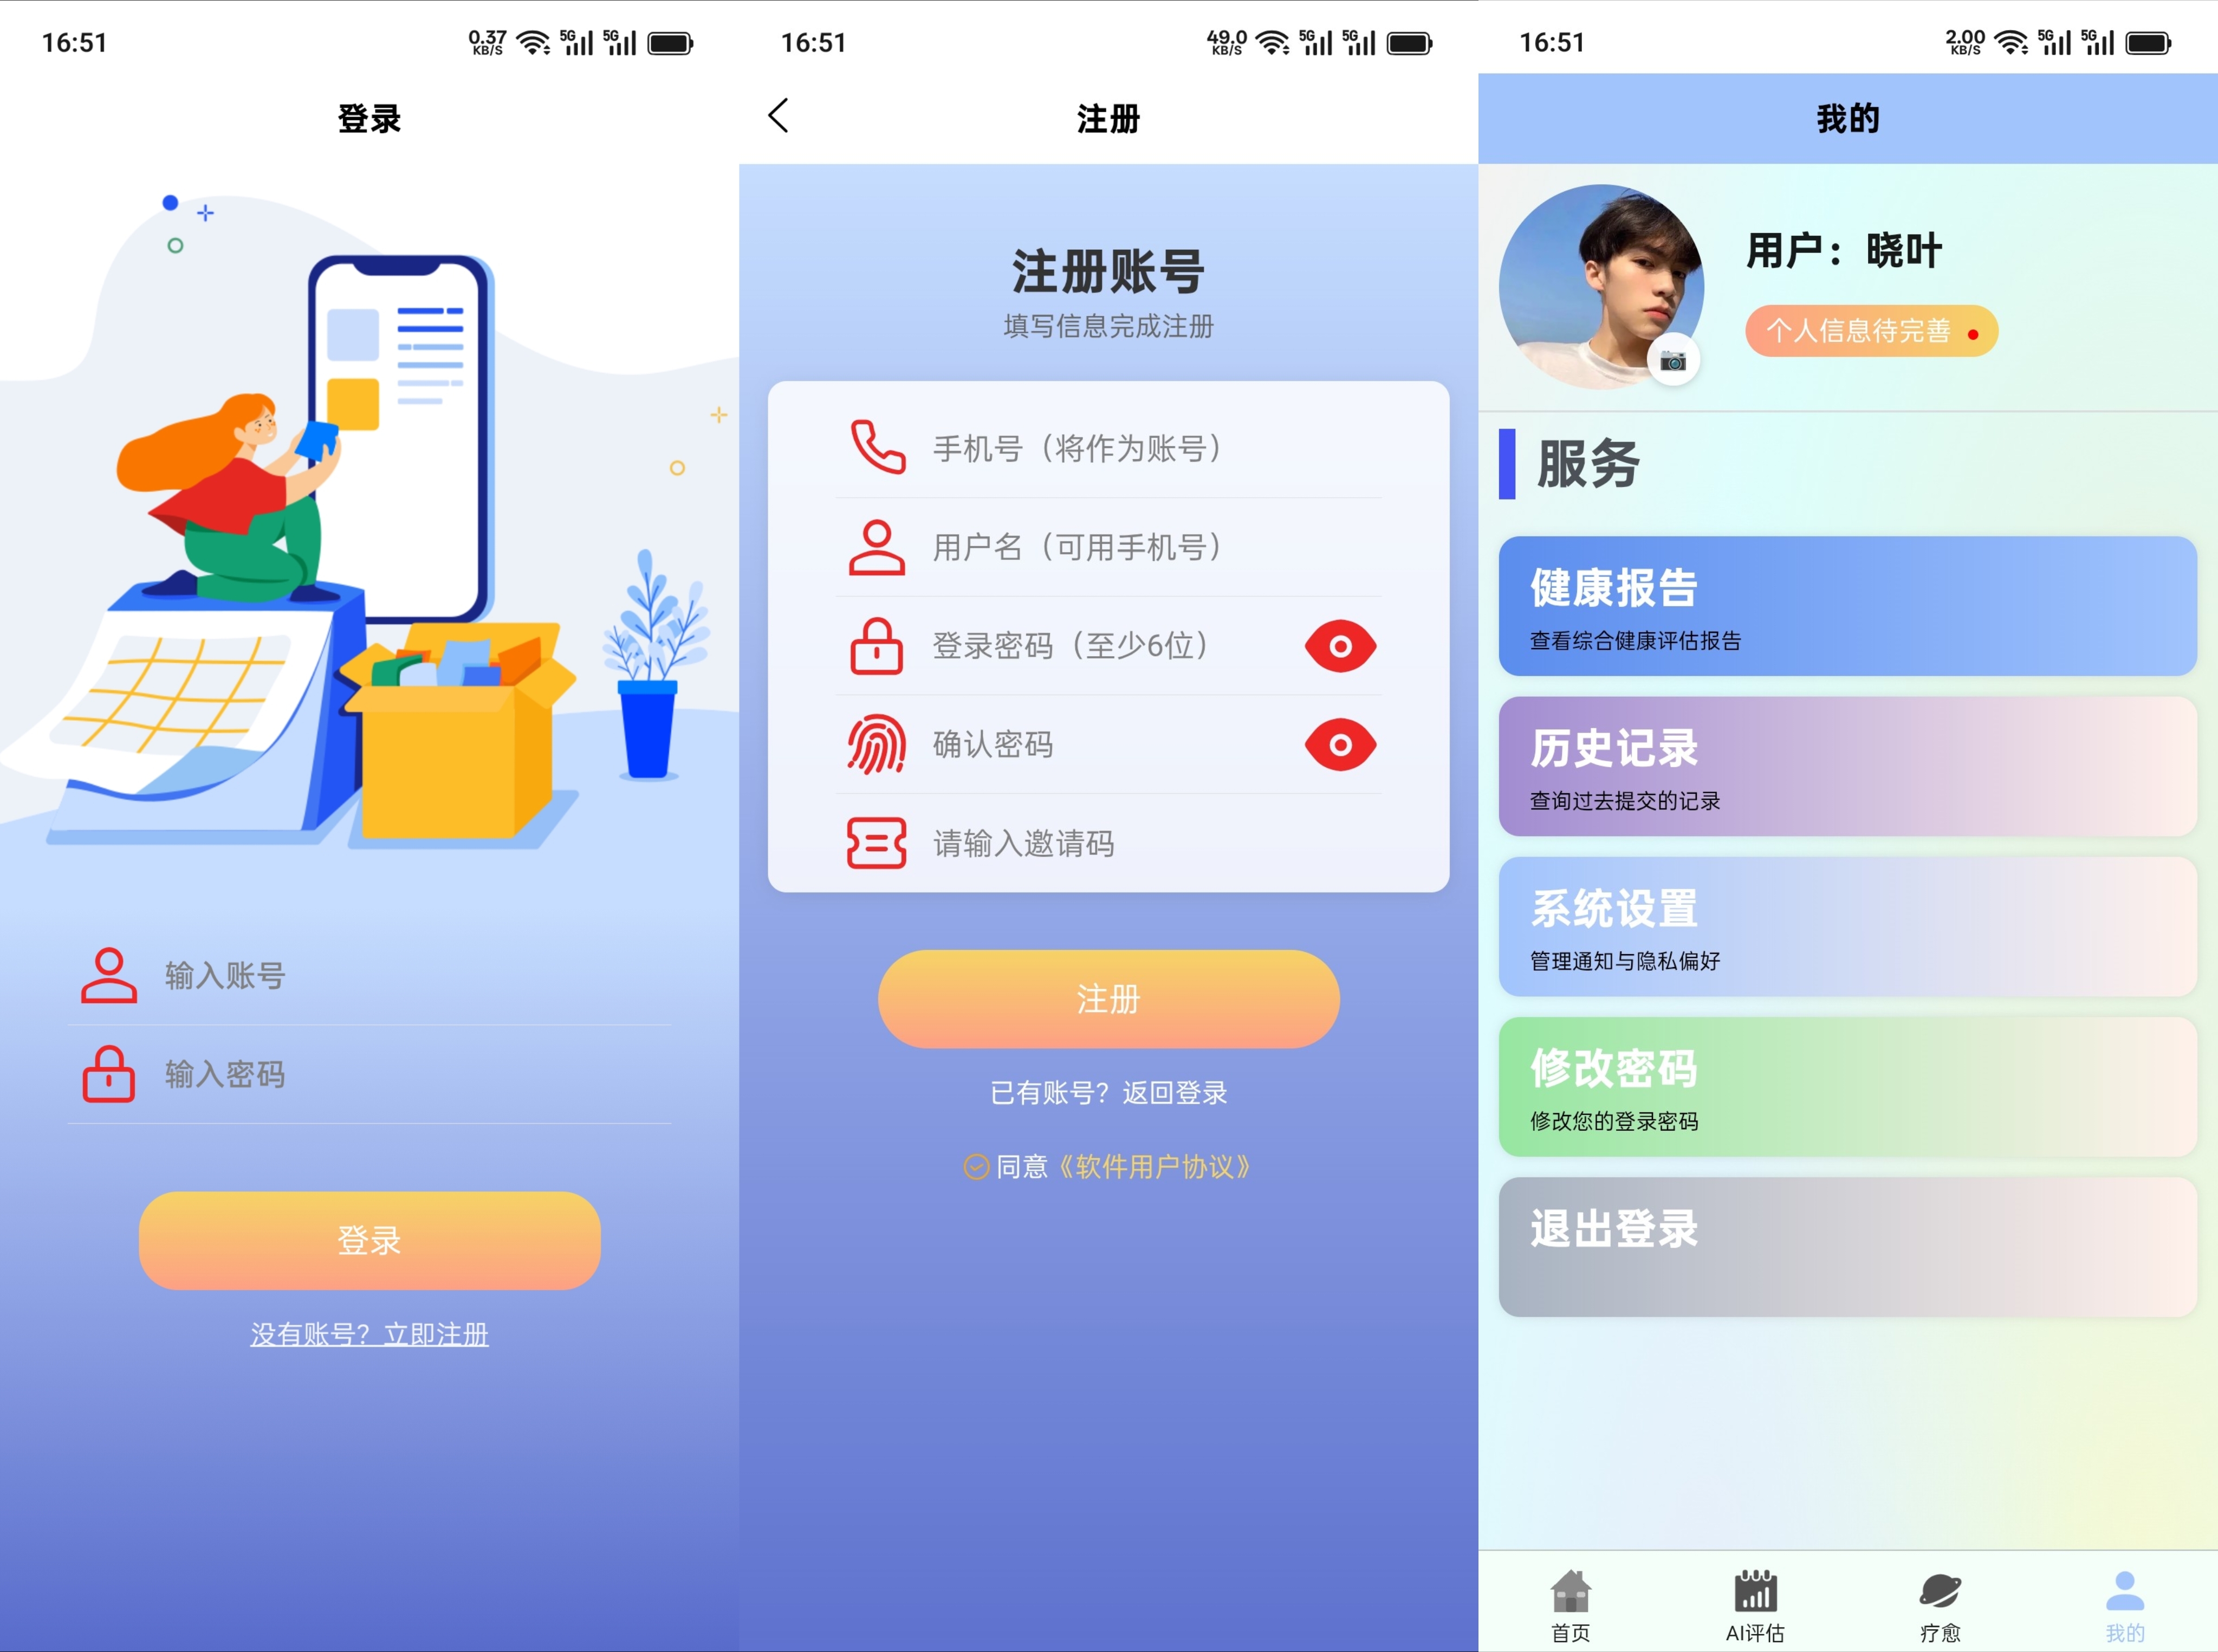 16:51
0.37
KB/S
5G
5G
登录
输入账号
输入密码
登录
没有账号？立即注册
16:51
49.0
KB/S
5G
5G
注册
注册账号
填写信息完成注册
手机号（将作为账号）
用户名（可用手机号）
登录密码（至少6位）
确认密码
请输入邀请码
注册
已有账号？返回登录
同意《软件用户协议》
16:51
2.00
KB/S
5G
5G
我的
用户：晓叶
个人信息待完善
服务
健康报告
查看综合健康评估报告
历史记录
查询过去提交的记录
系统设置
管理通知与隐私偏好
修改密码
修改您的登录密码
退出登录
首页
AI评估
疗愈
我的